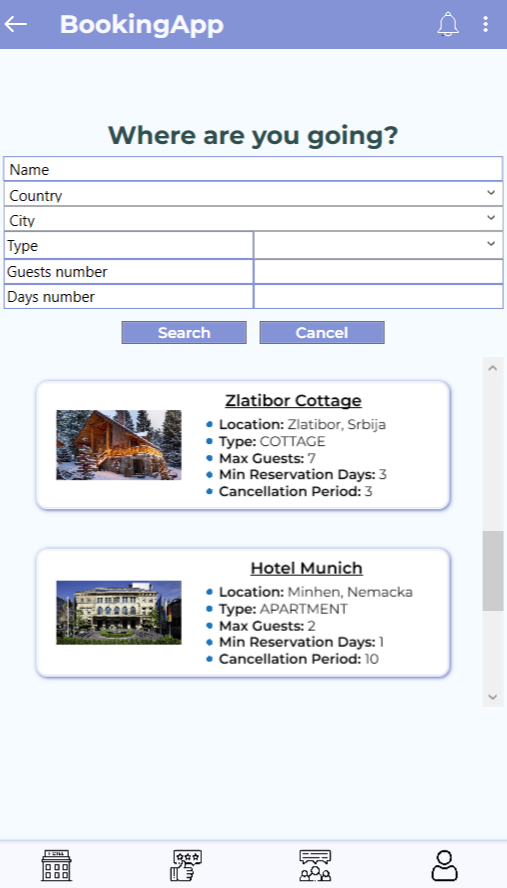 BookingApp
Where are you going?
Name
Country
City
Type
Guests number
Days number
Search Cancel
Zlatibor Cottage
Location: Zlatibor, Srbija
Type: COTTAGE
Max Guests: 7
Min Reservation Days: 3
Cancellation Period: 3
Hotel Munich
Location: Minhen, Nemacka
Type: APARTMENT
Max Guests: 2
Min Reservation Days: 1
Cancellation Period: 10